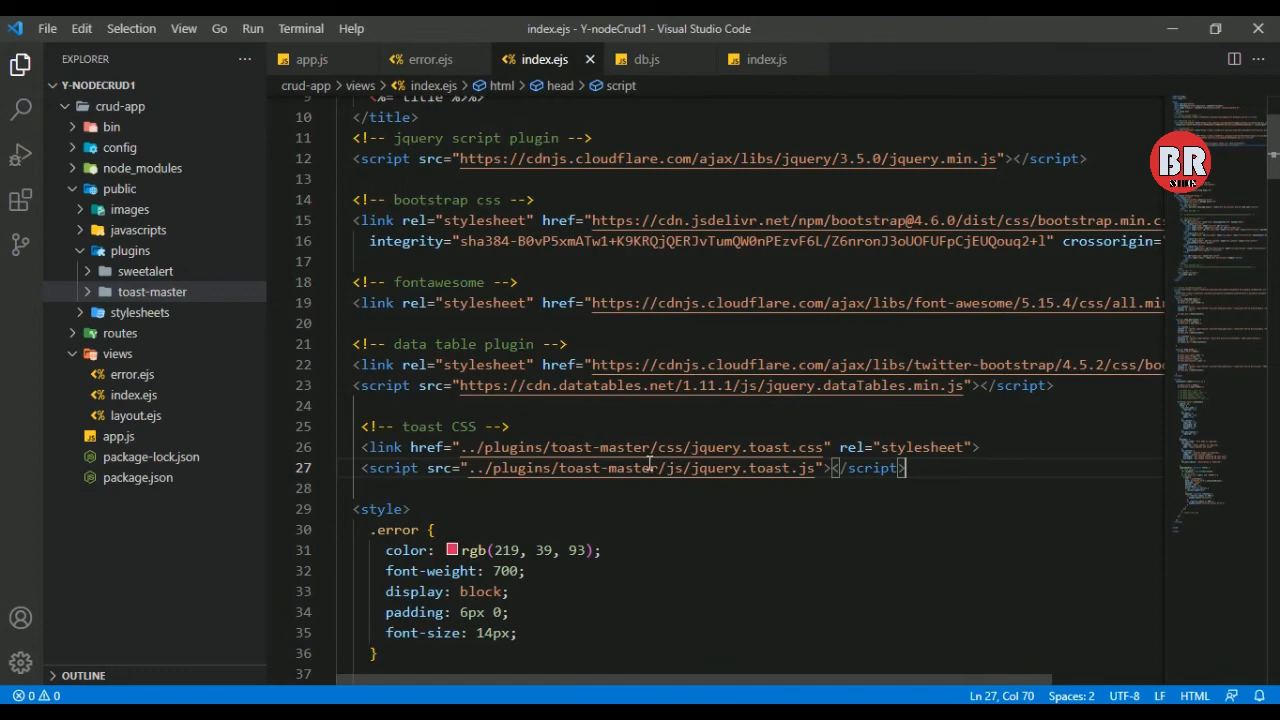 File Edit Selection View Go Run Terminal Help index.ejs - Y-nodeCrud1 - Visual Studio Code
EXPLORER
Y-NODECRUD1
crud-app
bin
config
node_modules
public
images
javascripts
plugins
sweetalert
toast-master
stylesheets
routes
views
error.ejs
index.ejs
layout.ejs
app.js
package-lock.json
package.json
OUTLINE
app.js error.ejs index.ejs db.js index.js
crud-app > views > index.ejs > html > head > script
9 <%= title %>
10 </title>
11 <!-- jquery script plugin -->
12 <script src="https://cdnjs.cloudflare.com/ajax/libs/jquery/3.5.0/jquery.min.js"></script>
13
14 <!-- bootstrap css -->
15 <link rel="stylesheet" href="https://cdn.jsdelivr.net/npm/bootstrap@4.6.0/dist/css/bootstrap.min.cs
16 integrity="sha384-B0vP5xmATw1+K9KRQjQERJvTumQW0nPEzvF6L/Z6nronJ3oUOFUFpCjEUQouq2+l" crossorigin=
17
18 <!-- fontawesome -->
19 <link rel="stylesheet" href="https://cdnjs.cloudflare.com/ajax/libs/font-awesome/5.15.4/css/all.min
20
21 <!-- data table plugin -->
22 <link rel="stylesheet" href="https://cdnjs.cloudflare.com/ajax/libs/twitter-bootstrap/4.5.2/css/boo
23 <script src="https://cdn.datatables.net/1.11.1/js/jquery.dataTables.min.js"></script>
24
25 <!-- toast CSS -->
26 <link href="../plugins/toast-master/css/jquery.toast.css" rel="stylesheet">
27 <script src="../plugins/toast-master/js/jquery.toast.js"></script>
28
29 <style>
30 .error {
31 color: rgb(219, 39, 93);
32 font-weight: 700;
33 display: block;
34 padding: 6px 0;
35 font-size: 14px;
36 }
37
BR
0 0 Ln 27, Col 70 Spaces: 2 UTF-8 LF HTML